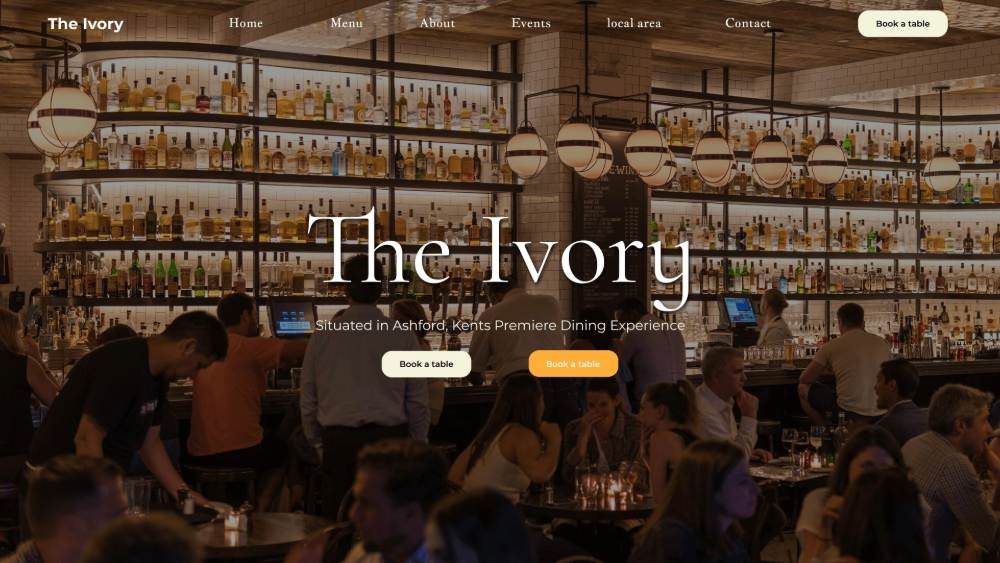 The Ivory
Home Menu About Events local area Contact
Book a table
The Ivory
Situated in Ashford, Kents Premiere Dining Experience
Book a table
Book a table